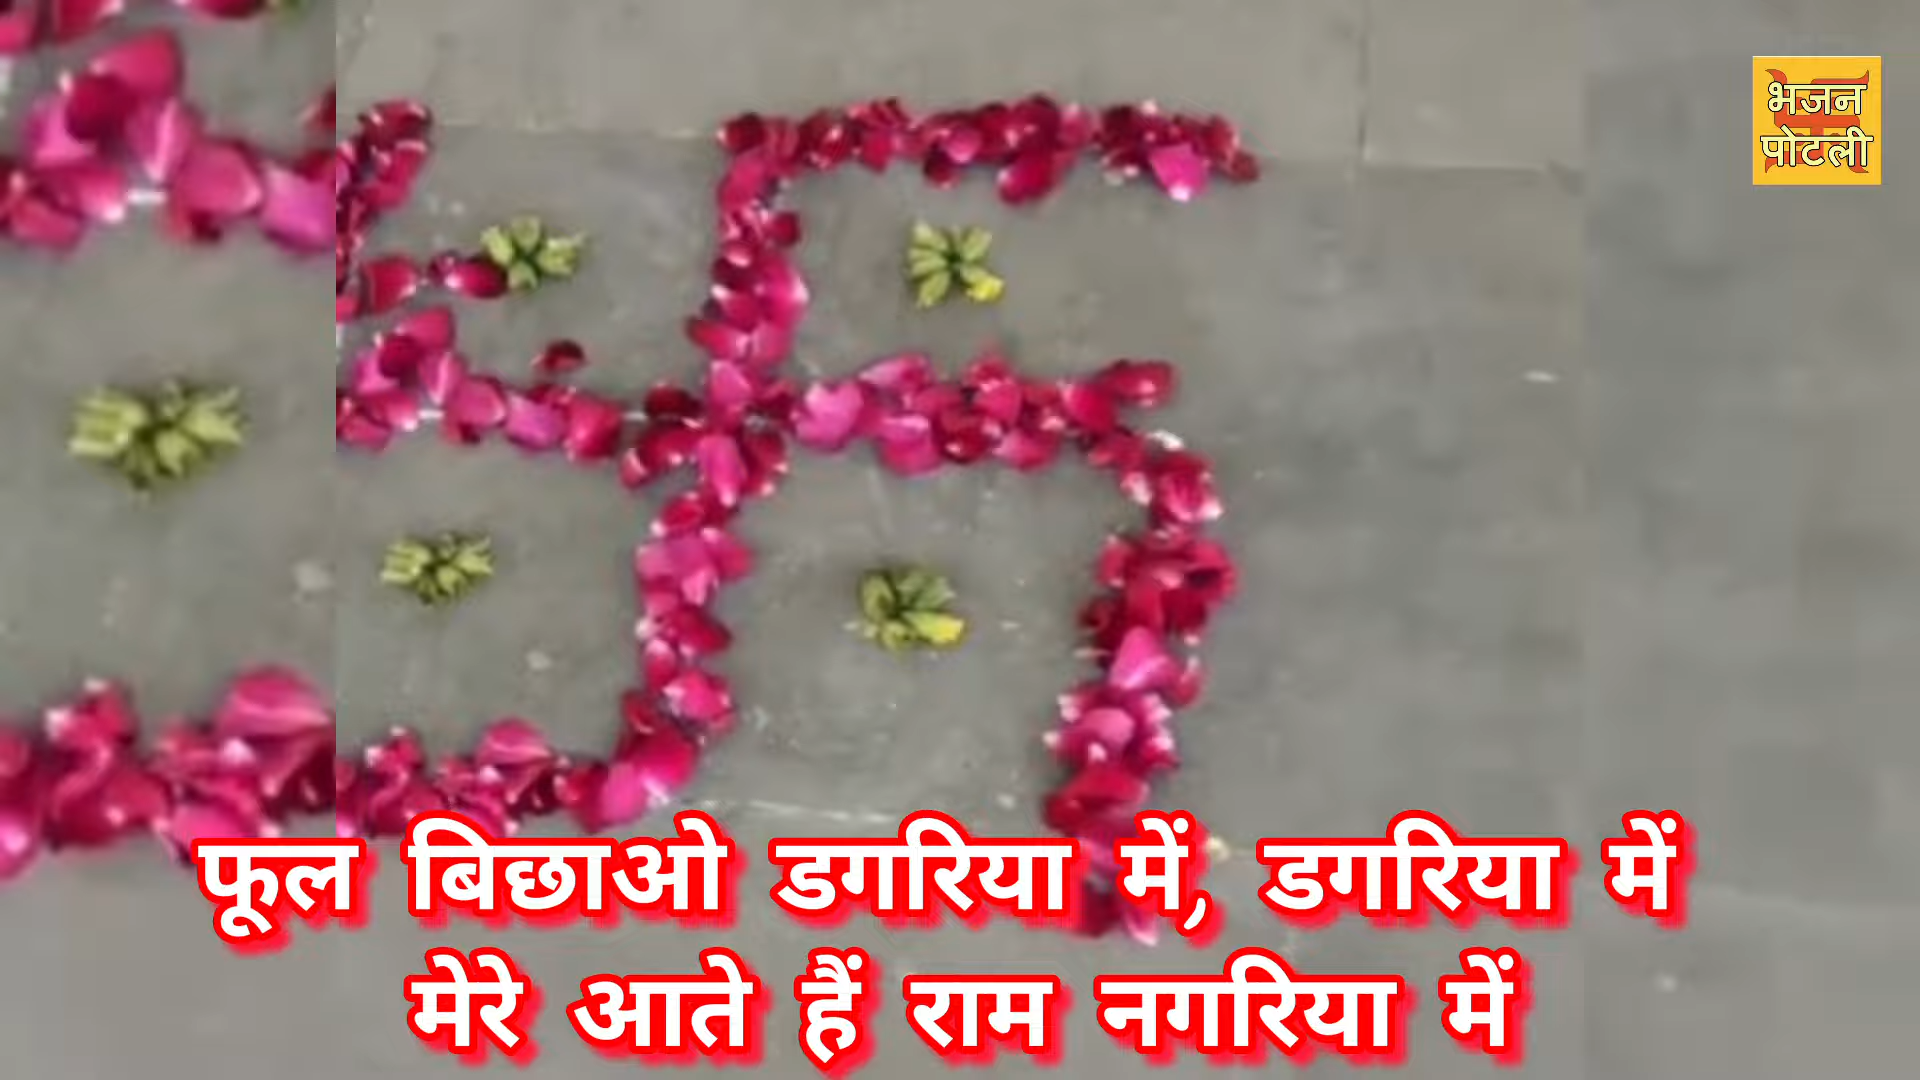 भजन
पोटली
फूल बिछाओ डगरिया में, डगरिया में
मेरे आते हैं राम नगरिया में